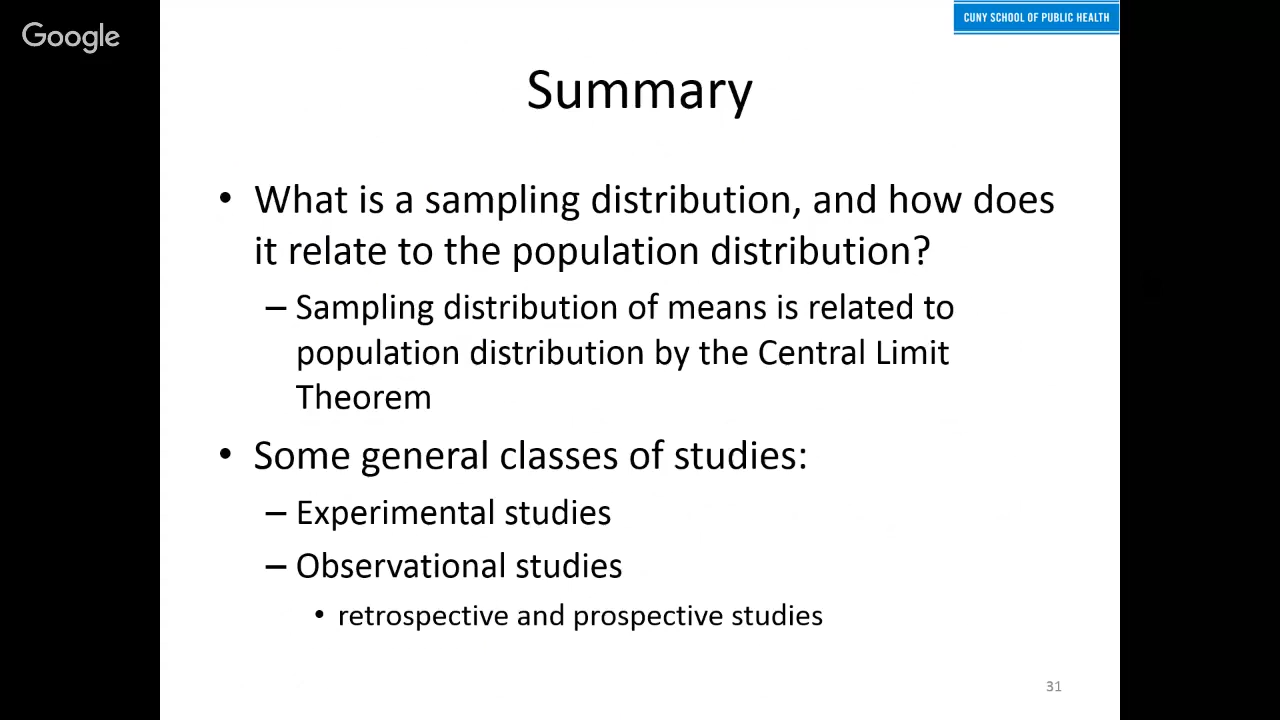 Google
CUNY SCHOOL OF PUBLIC HEALTH
Summary
• What is a sampling distribution, and how does
it relate to the population distribution?
– Sampling distribution of means is related to
population distribution by the Central Limit
Theorem
• Some general classes of studies:
– Experimental studies
– Observational studies
• retrospective and prospective studies
31